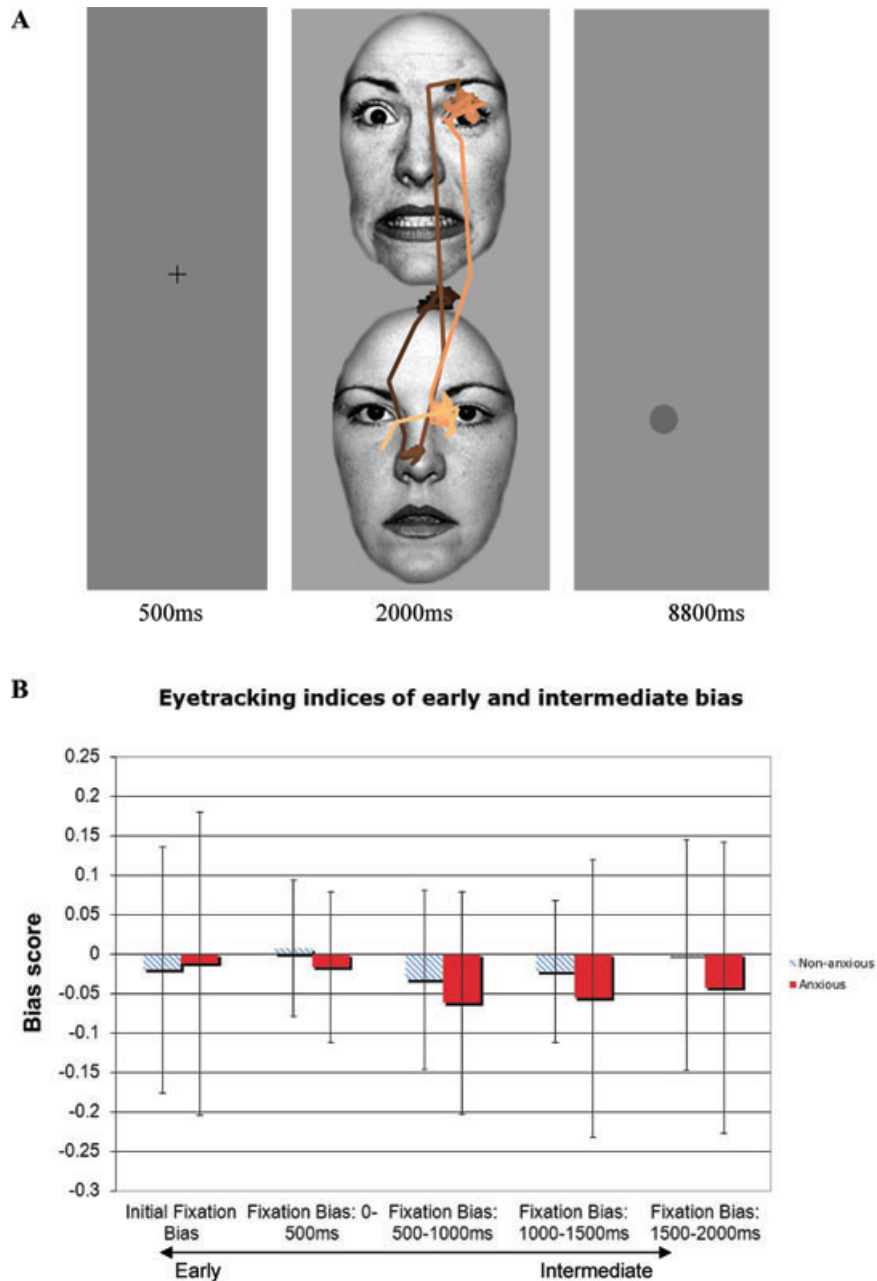 A
500ms
2000ms
8800ms
B
Eyetracking indices of early and intermediate bias
0.25
0.2
0.15
0.1
0.05
0
-0.05
-0.1
-0.15
-0.2
-0.25
-0.3
Bias score
Non-anxious
Anxious
Initial Fixation Bias
Fixation Bias: 0-500ms
Fixation Bias: 500-1000ms
Fixation Bias: 1000-1500ms
Fixation Bias: 1500-2000ms
Early
Intermediate